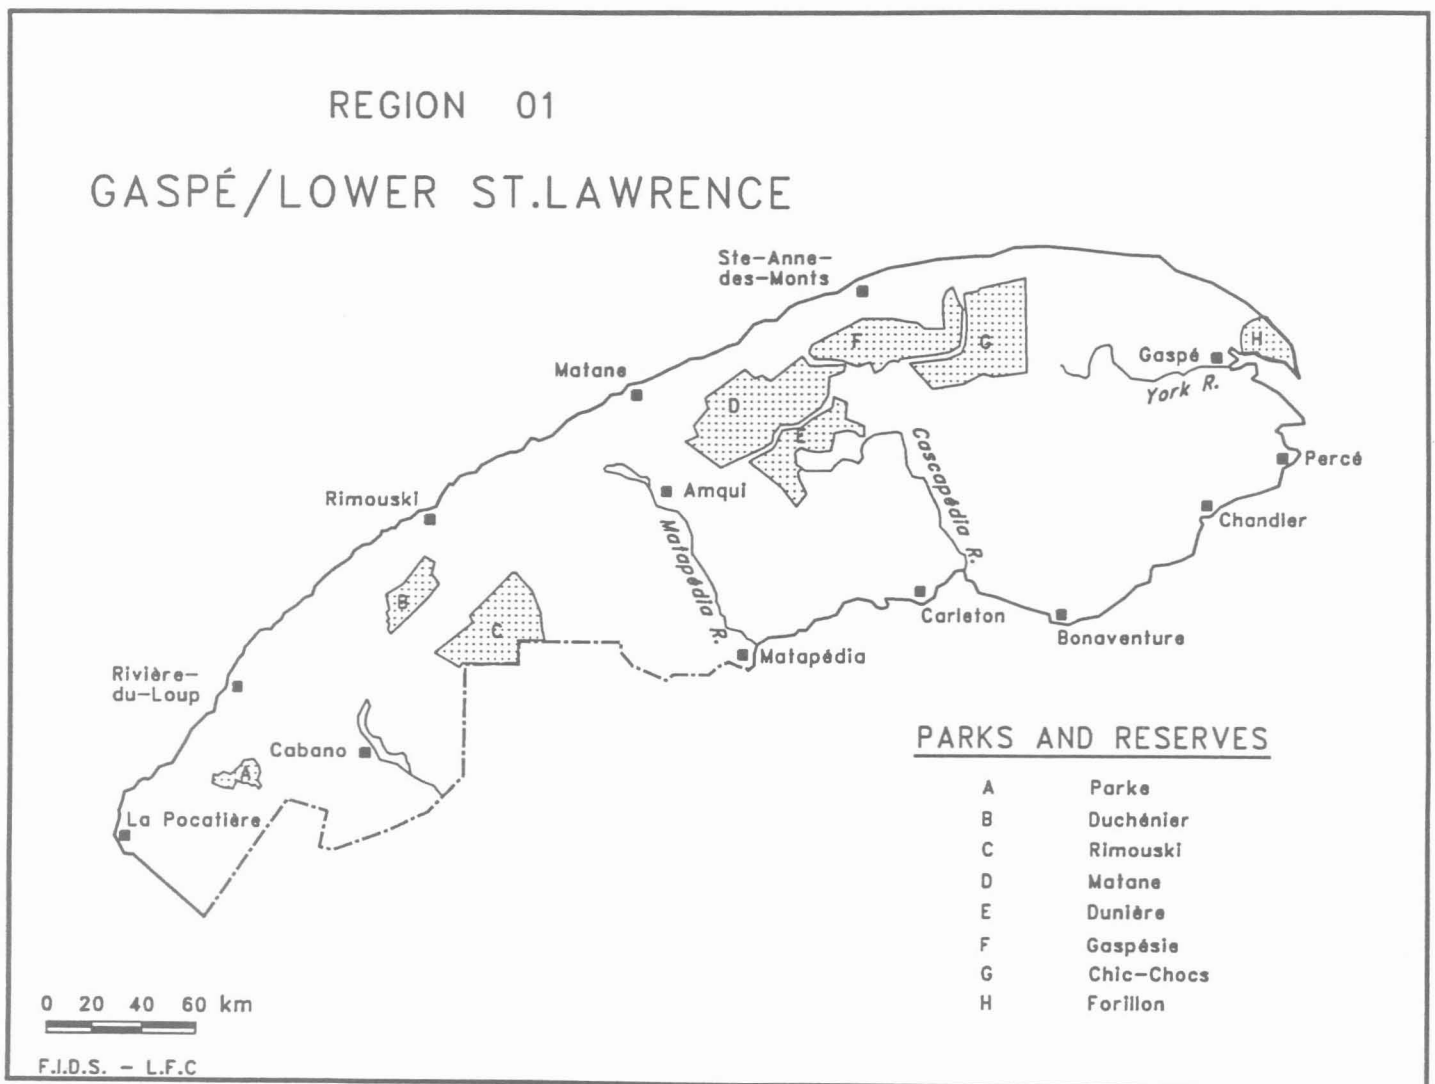 REGION 01
GASPÉ/LOWER ST.LAWRENCE
Ste-Anne-
des-Monts
F
G
H
Gaspé
York R.
Matane
D
E
Cascapédia R.
Percé
Rimouski
Amqui
Matapédia R.
Chandler
B
C
Carleton
Bonaventure
Matapédia
Rivière-
du-Loup
Cabano
A
La Pocatière
PARKS AND RESERVES
A Parke
B Duchénier
C Rimouski
D Matane
E Dunière
F Gaspésie
G Chic-Chocs
H Forillon
0 20 40 60 km
F.I.D.S. - L.F.C